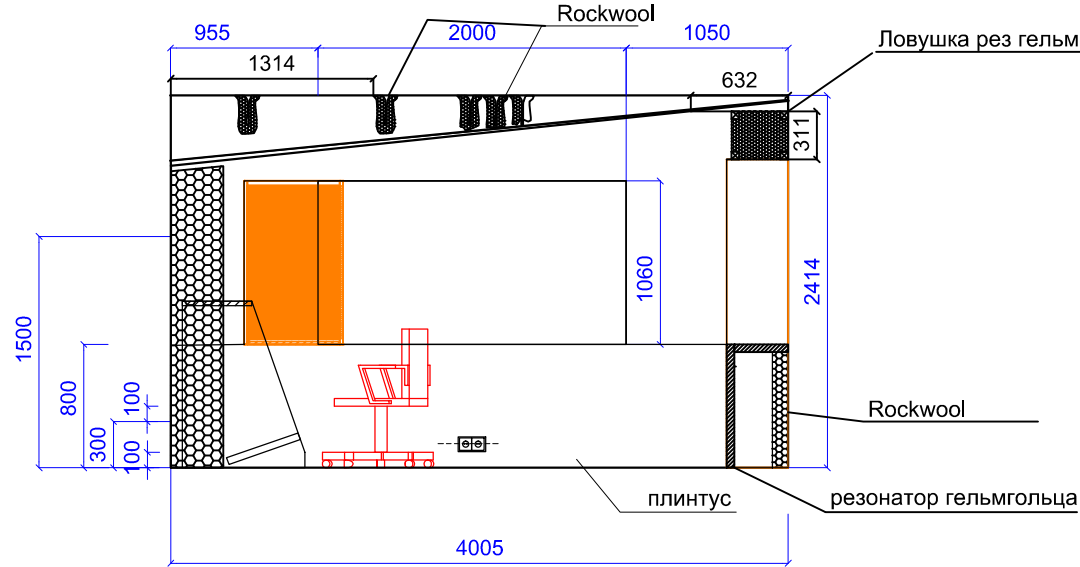 Rockwool
955
2000
1050
Ловушка рез гельм
1314
632
311
1060
2414
1500
800
100
300
100
Rockwool
плинтус
резонатор гельмгольца
4005